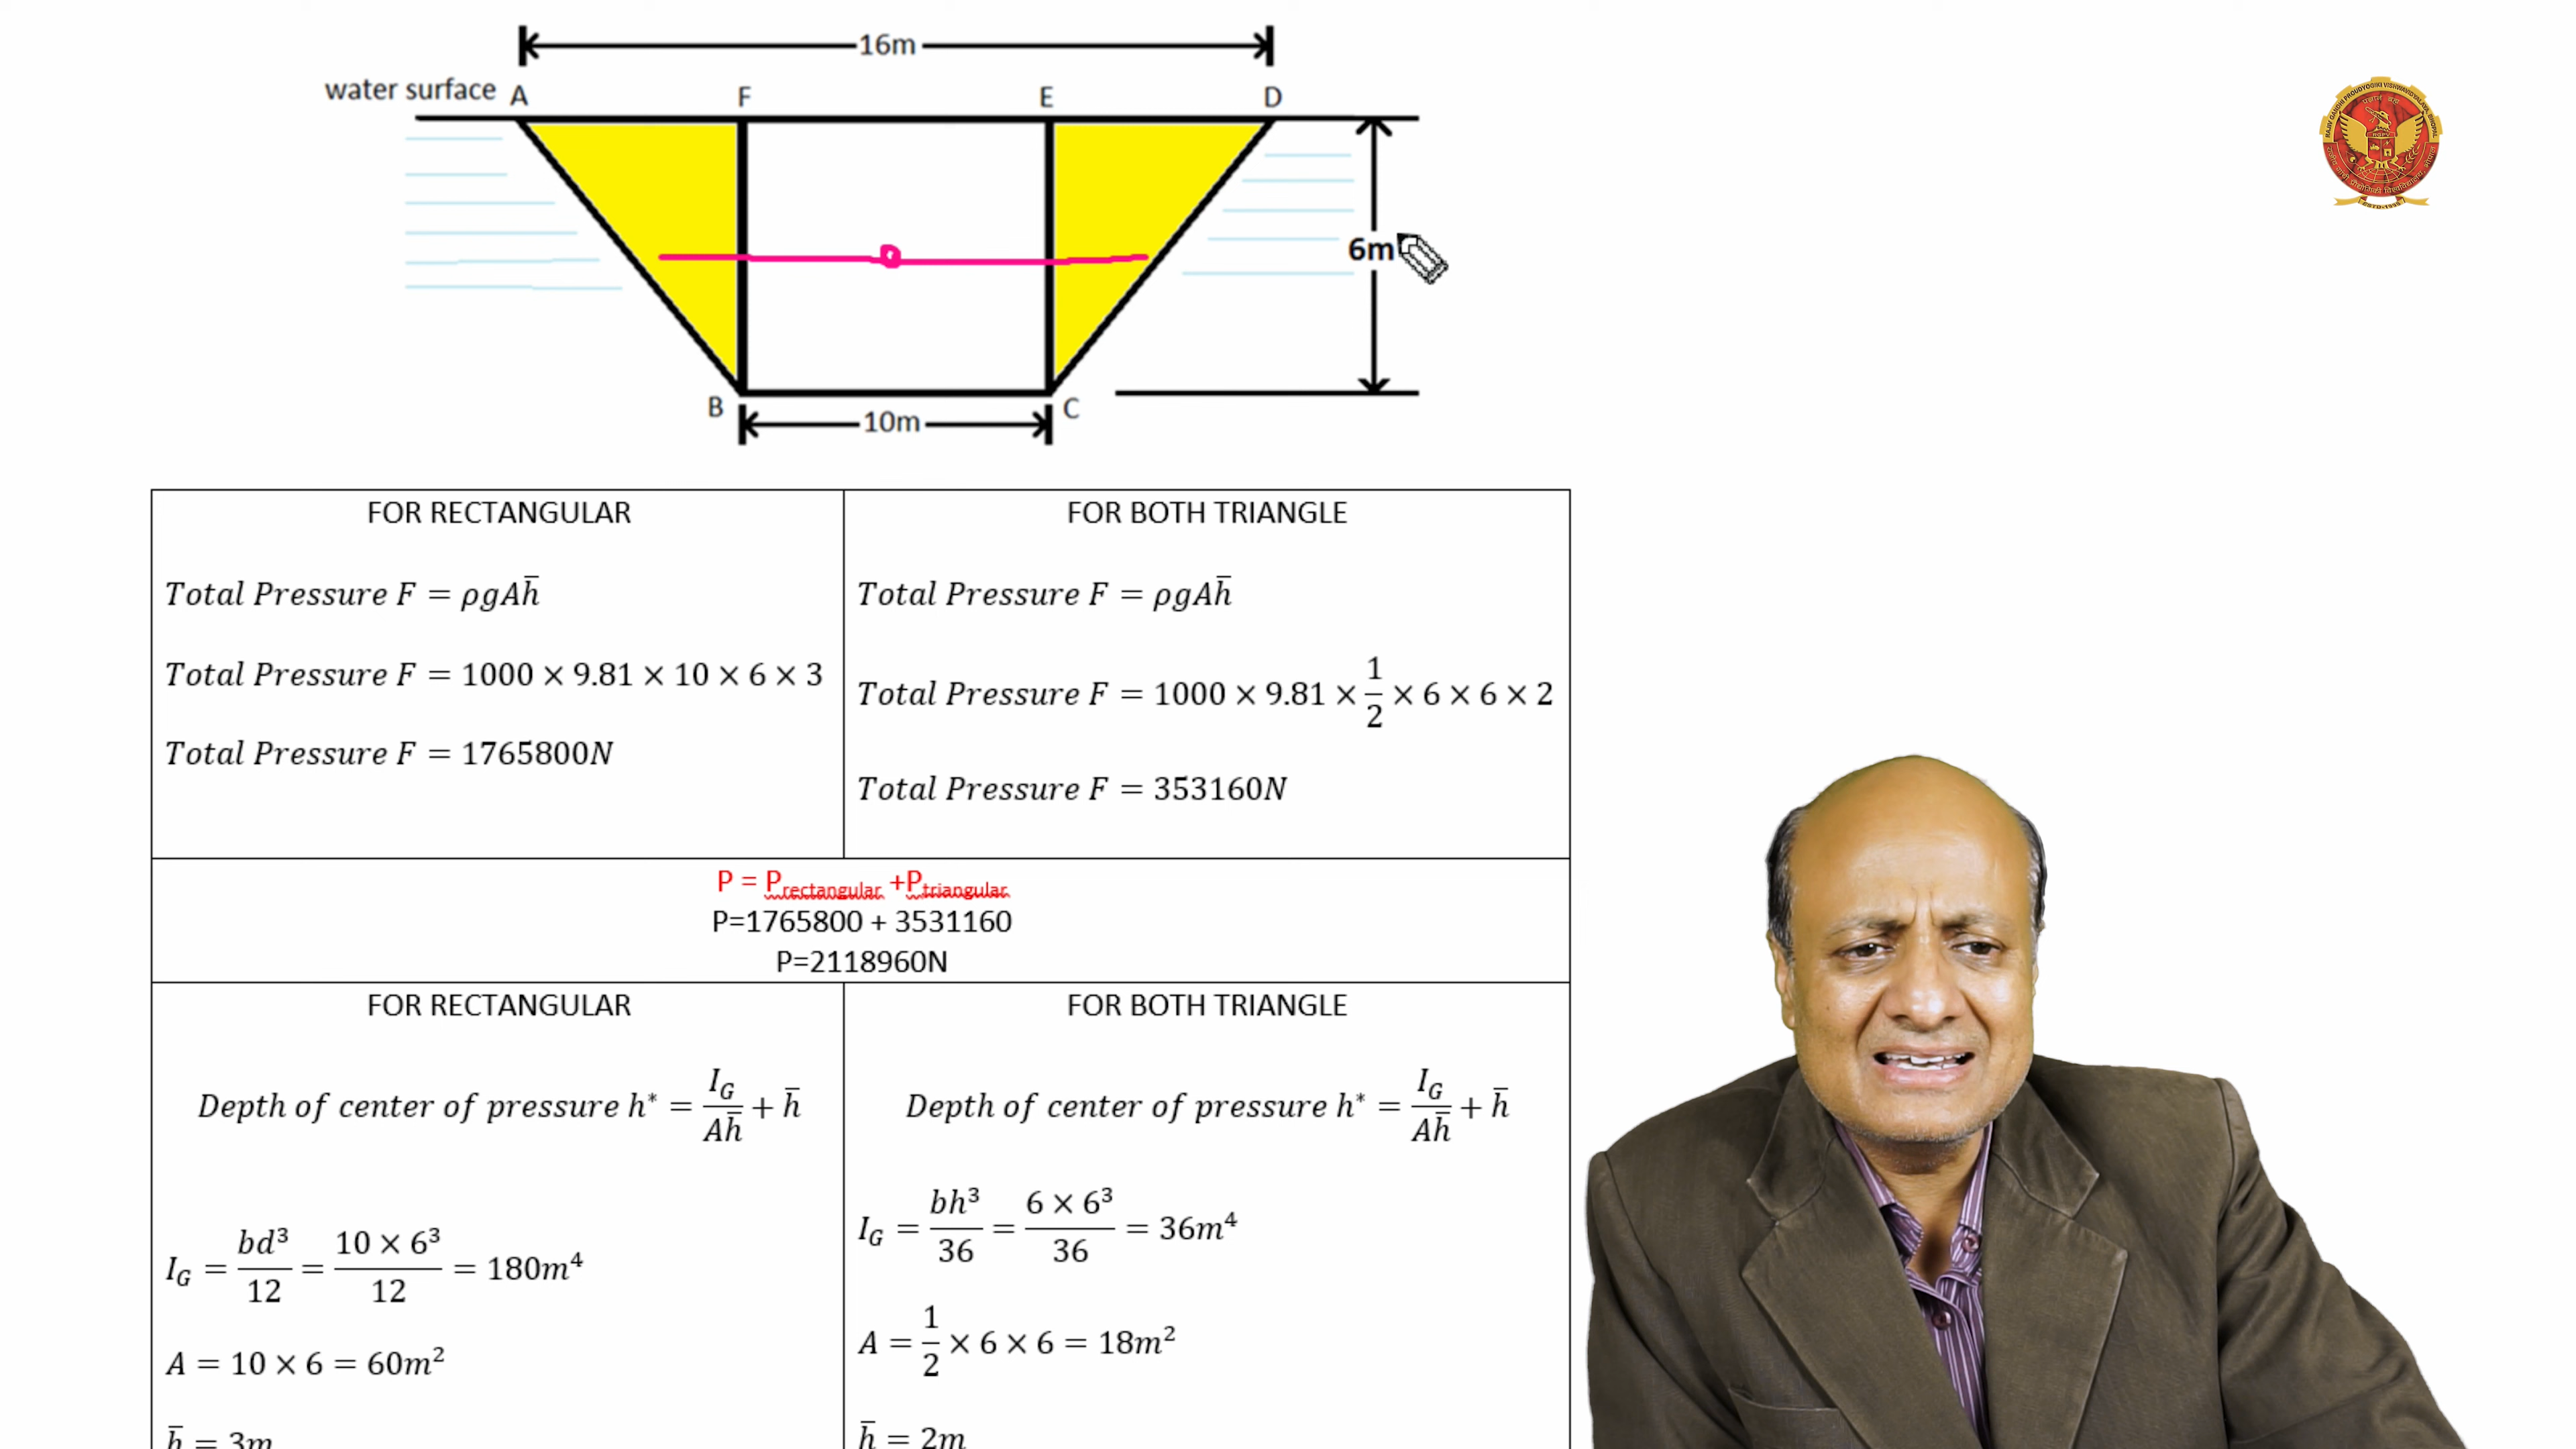 16m
water surface A F E D
6m
B C
10m
FOR RECTANGULAR
Total Pressure F = ρgAh̅
Total Pressure F = 1000 × 9.81 × 10 × 6 × 3
Total Pressure F = 1765800N
FOR BOTH TRIANGLE
Total Pressure F = ρgAh̅
Total Pressure F = 1000 × 9.81 × 1/2 × 6 × 6 × 2
Total Pressure F = 353160N
P = Prectangular +Ptriangular
P=1765800 + 3531160
P=2118960N
FOR RECTANGULAR
Depth of center of pressure h* = I_G/Ah̅ + h̅
I_G = bd³/12 = 10 × 6³/12 = 180m⁴
A = 10 × 6 = 60m²
h̅ = 3m
FOR BOTH TRIANGLE
Depth of center of pressure h* = I_G/Ah̅ + h̅
I_G = bh³/36 = 6 × 6³/36 = 36m⁴
A = 1/2 × 6 × 6 = 18m²
h̅ = 2m